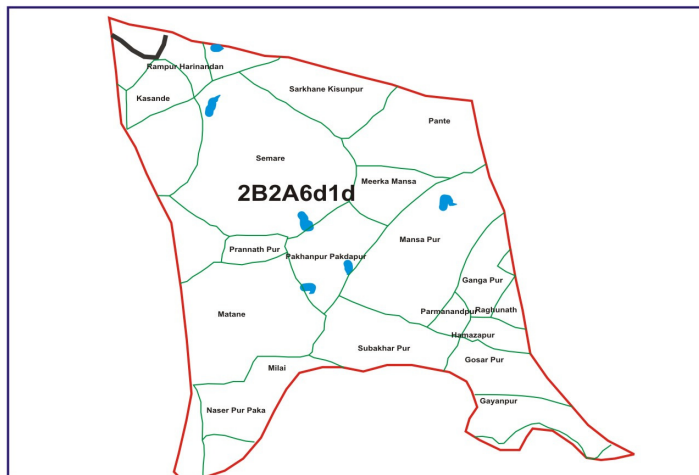 Rampur Harinandan
Sarkhane Kisunpur
Kasande
Pante
Semare
Meerka Mansa
2B2A6d1d
Mansa Pur
Prannath Pur
Pakhanpur Pakdapur
Ganga Pur
Matane
Parmanandpur
Raghunath
Hamazapur
Subakhar Pur
Gosar Pur
Milai
Gayanpur
Naser Pur Paka